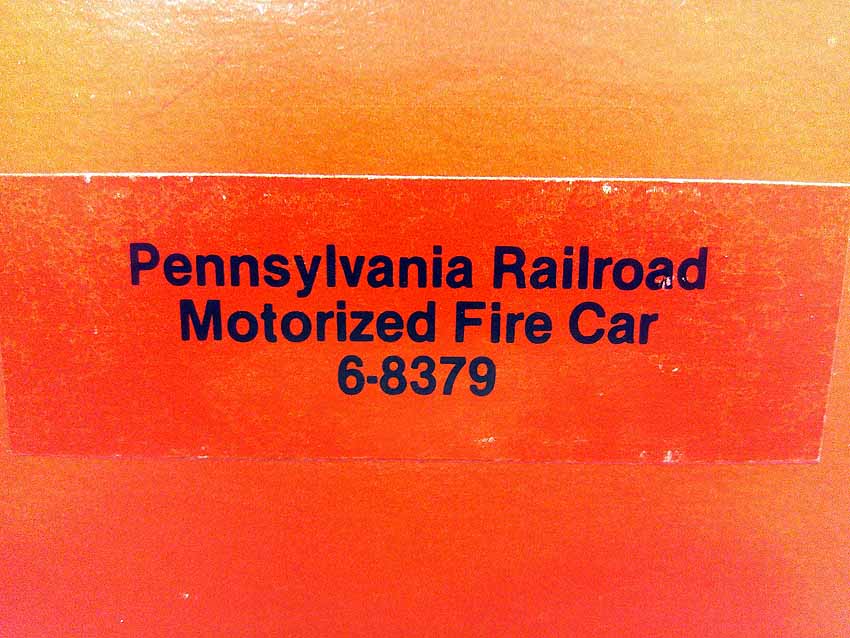 Pennsylvania Railroad
Motorized Fire Car
6-8379